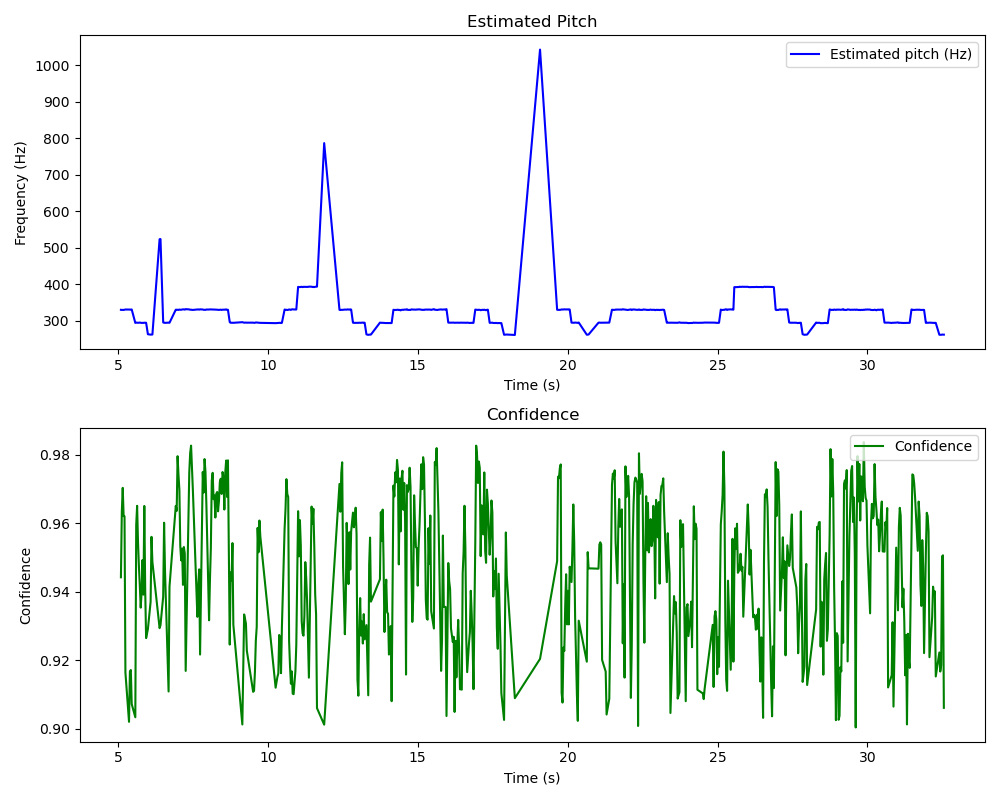 Estimated Pitch
Estimated pitch (Hz)
Frequency (Hz)
1000
900
800
700
600
500
400
300
5 10 15 20 25 30
Time (s)
Confidence
Confidence
Confidence
0.98
0.96
0.94
0.92
0.90
5 10 15 20 25 30
Time (s)